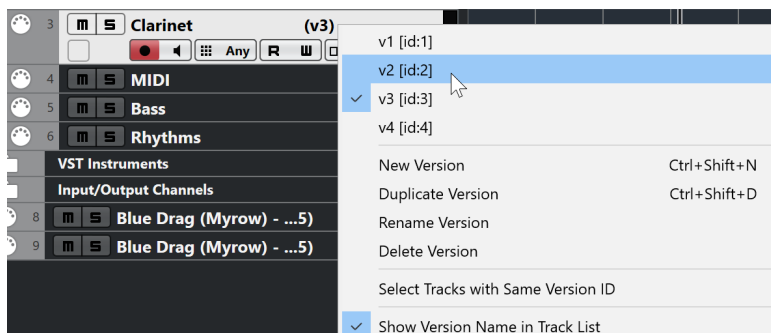 3 m S Clarinet (v3)
Any R W
4 m S MIDI
5 m S Bass
6 m S Rhythms
VST Instruments
Input/Output Channels
8 m S Blue Drag (Myrow) - ...5)
9 m S Blue Drag (Myrow) - ...5)
v1 [id:1]
v2 [id:2]
v3 [id:3]
v4 [id:4]
New Version Ctrl+Shift+N
Duplicate Version Ctrl+Shift+D
Rename Version
Delete Version
Select Tracks with Same Version ID
Show Version Name in Track List